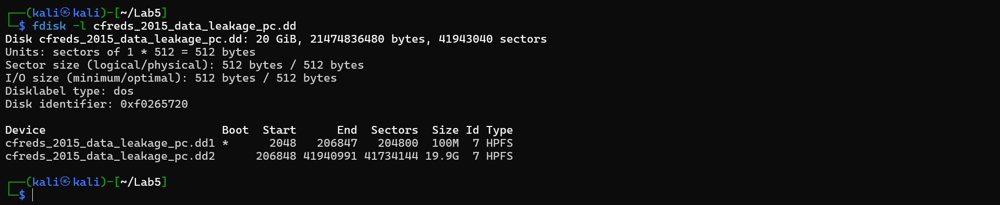 ┌──(kali㉿kali)-[~/Lab5]
└─$ fdisk -l cfreds_2015_data_leakage_pc.dd
Disk cfreds_2015_data_leakage_pc.dd: 20 GiB, 21474836480 bytes, 41943040 sectors
Units: sectors of 1 * 512 = 512 bytes
Sector size (logical/physical): 512 bytes / 512 bytes
I/O size (minimum/optimal): 512 bytes / 512 bytes
Disklabel type: dos
Disk identifier: 0xf0265720

Device                          Boot  Start      End  Sectors  Size Id Type
cfreds_2015_data_leakage_pc.dd1 *      2048   206847   204800  100M  7 HPFS
cfreds_2015_data_leakage_pc.dd2      206848 41940991 41734144 19.9G  7 HPFS

┌──(kali㉿kali)-[~/Lab5]
└─$